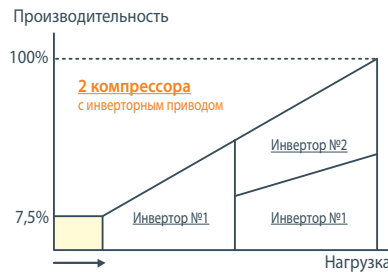 Производительность
100%
2 компрессора
с инверторным приводом
Инвертор №2
7,5%
Инвертор №1
Инвертор №1
Нагрузка